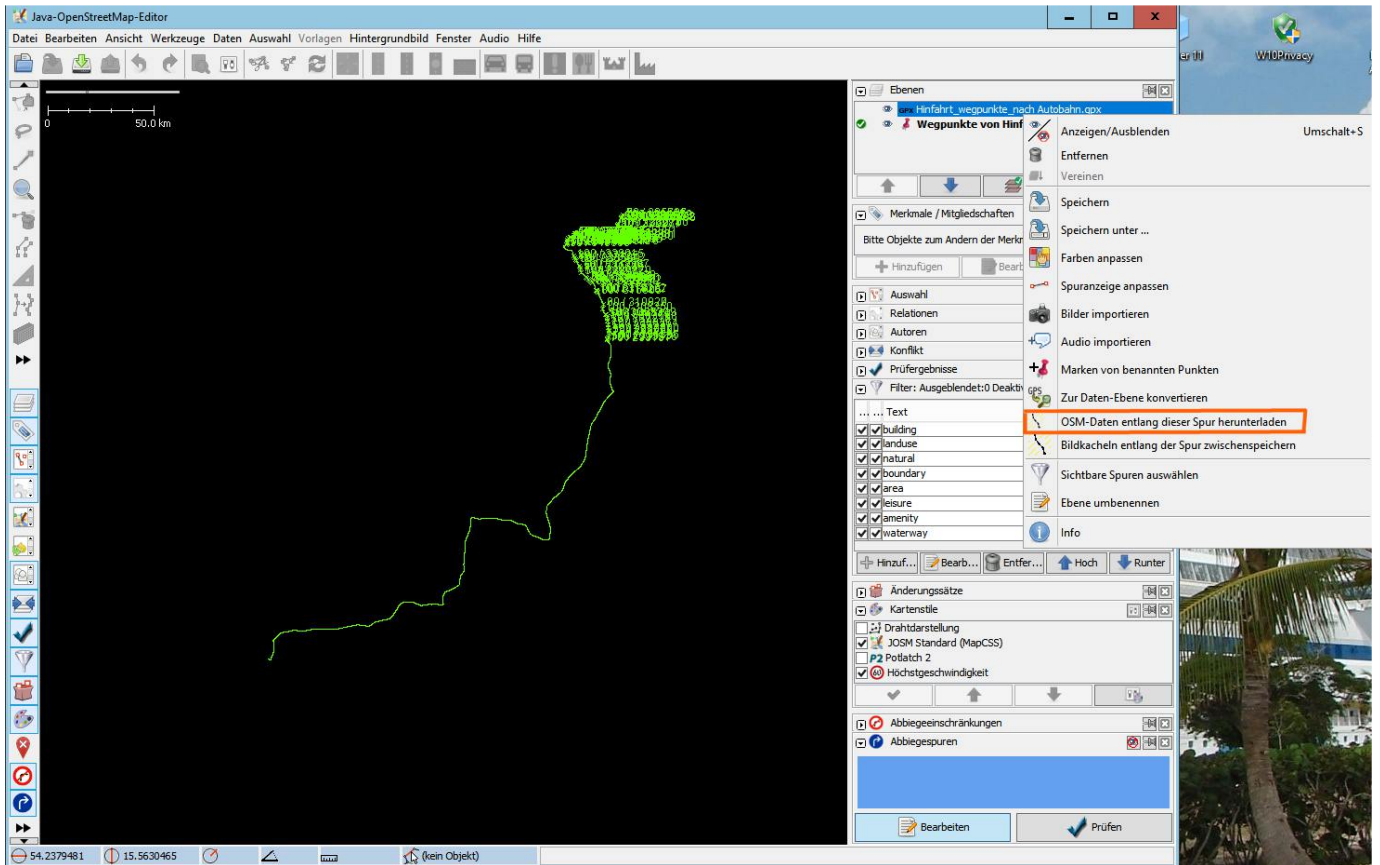 Java-OpenStreetMap-Editor
Datei Bearbeiten Ansicht Werkzeuge Daten Auswahl Vorlagen Hintergrundbild Fenster Audio Hilfe
W10Privacy
0 50.0 km
Ebenen
Hinfahrt_wegpunkte_nach Autobahn.gpx
Wegpunkte von Hinf
Anzeigen/Ausblenden Umschalt+S
Entfernen
Vereinen
Speichern
Speichern unter ...
Farben anpassen
Spuranzeige anpassen
Bilder importieren
Audio importieren
Marken von benannten Punkten
GPS Zur Daten-Ebene konvertieren
OSM-Daten entlang dieser Spur herunterladen
Bildkacheln entlang der Spur zwischenspeichern
Sichtbare Spuren auswählen
Ebene umbenennen
Info
Merkmale / Mitgliedschaften
Bitte Objekte zum Ändern der Merkm
Hinzufügen Bearb
Auswahl
Relationen
Autoren
Konflikt
Prüfergebnisse
Filter: Ausgeblendet:0 Deaktiv
... ... Text
building
landuse
natural
boundary
area
leisure
amenity
waterway
Hinzuf... Bearb... Entfer... Hoch Runter
Änderungssätze
Kartenstile
Drahtdarstellung
JOSM Standard (MapCSS)
P2 Potlatch 2
60 Höchstgeschwindigkeit
Abbiegeeinschränkungen
Abbiegespuren
Bearbeiten Prüfen
54.2379481 15.5630465 (kein Objekt)